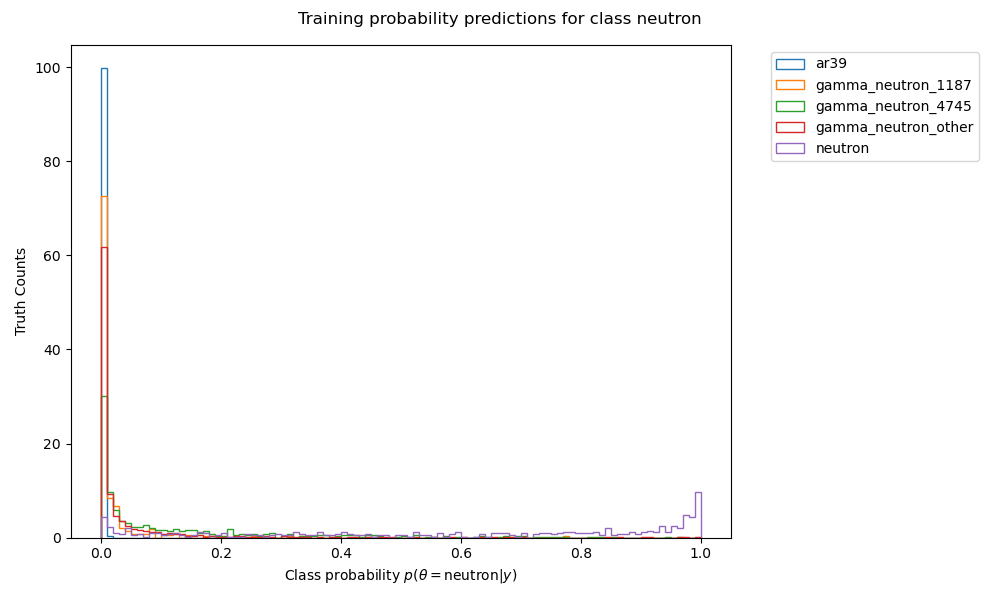 Training probability predictions for class neutron
100
80
60
40
20
0
Truth Counts
0.0
0.2
0.4
0.6
0.8
1.0
Class probability p(θ = neutron|y)
ar39
gamma_neutron_1187
gamma_neutron_4745
gamma_neutron_other
neutron